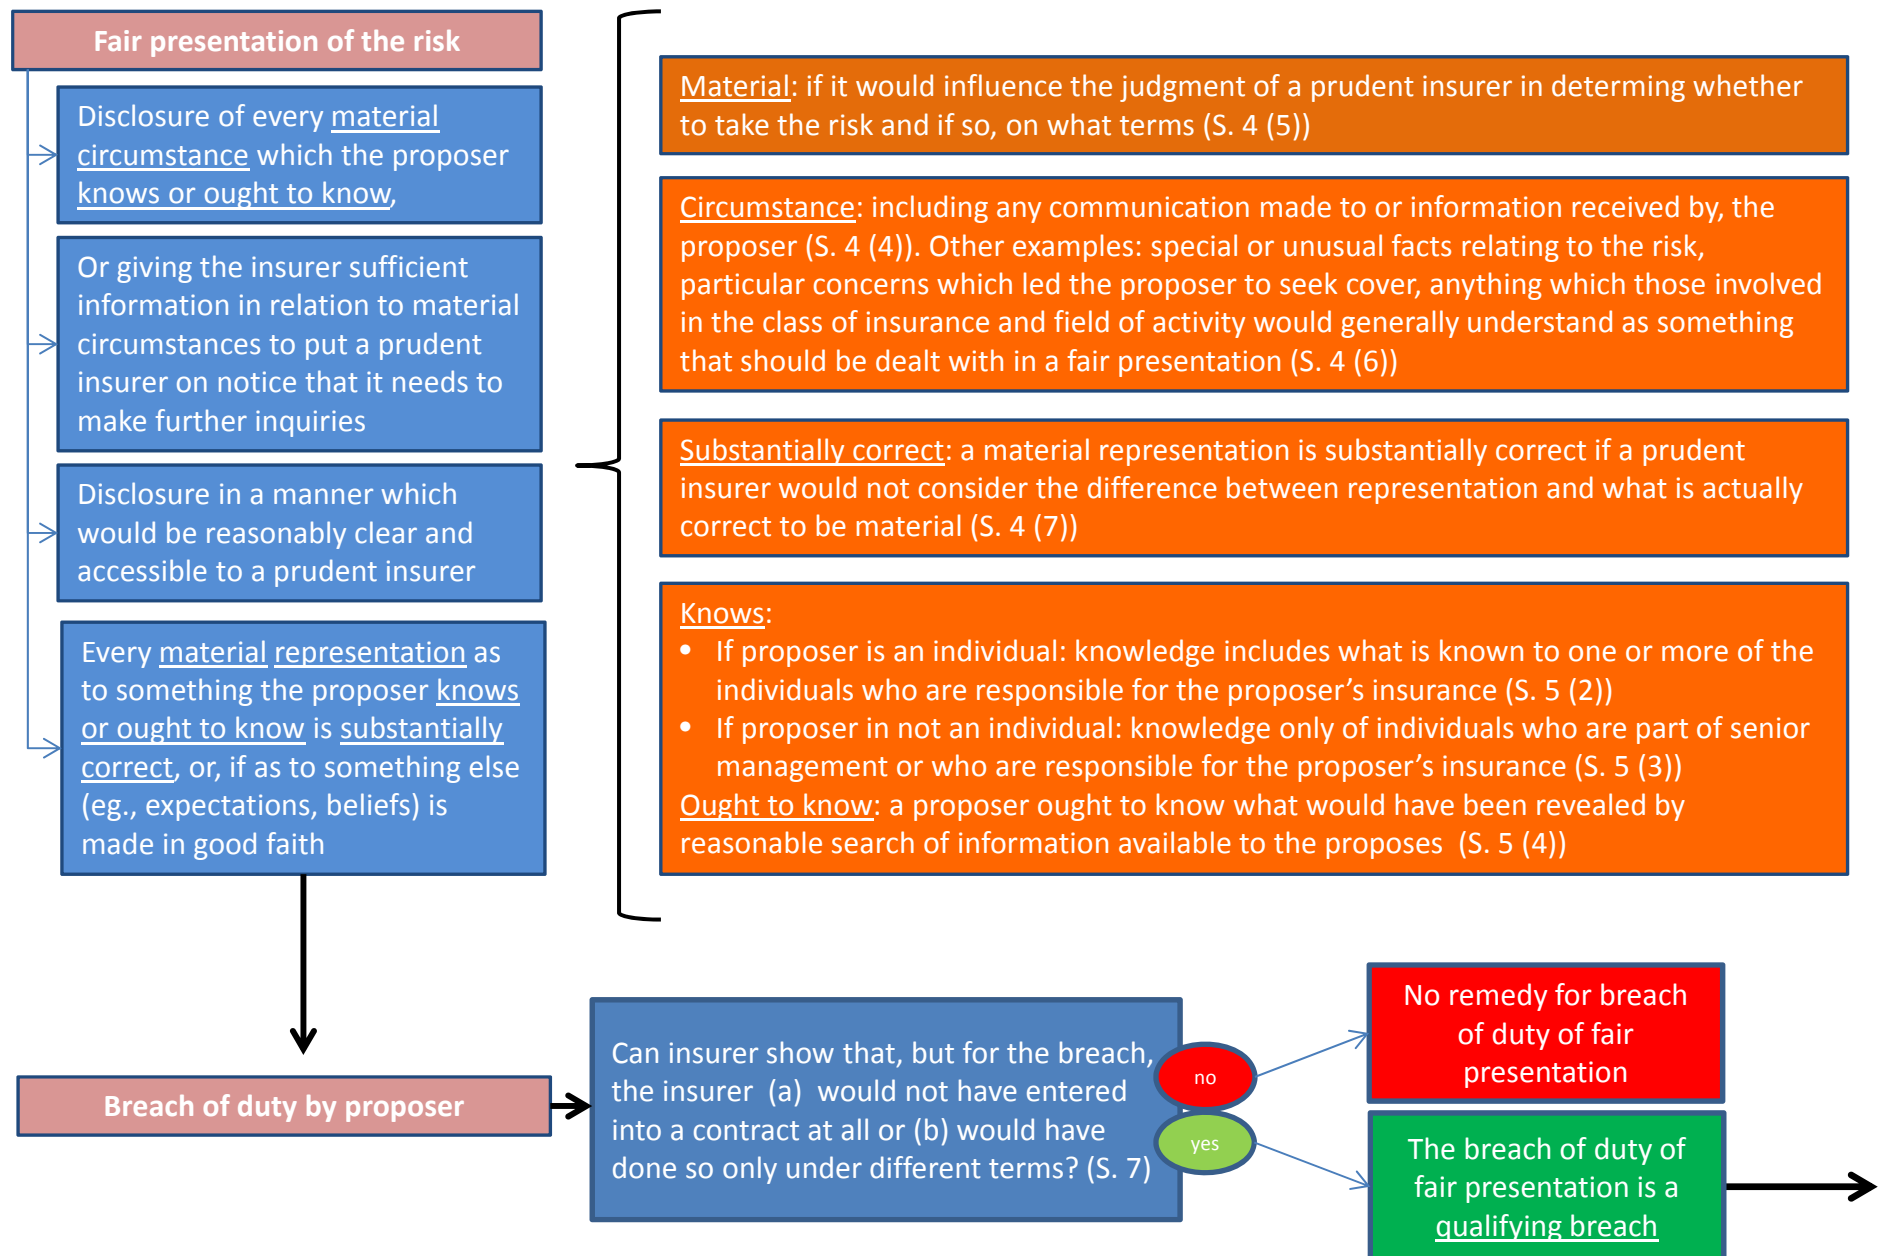 Fair presentation of the risk
Disclosure of every material
circumstance which the proposer
knows or ought to know,
Or giving the insurer sufficient
information in relation to material
circumstances to put a prudent
insurer on notice that it needs to
make further inquiries
Disclosure in a manner which
would be reasonably clear and
accessible to a prudent insurer
Every material representation as
to something the proposer knows
or ought to know is substantially
correct, or, if as to something else
(eg., expectations, beliefs) is
made in good faith
Material: if it would influence the judgment of a prudent insurer in determining whether
to take the risk and if so, on what terms (S. 4 (5))
Circumstance: including any communication made to or information received by, the
proposer (S. 4 (4)). Other examples: special or unusual facts relating to the risk,
particular concerns which led the proposer to seek cover, anything which those involved
in the class of insurance and field of activity would generally understand as something
that should be dealt with in a fair presentation (S. 4 (6))
Substantially correct: a material representation is substantially correct if a prudent
insurer would not consider the difference between representation and what is actually
correct to be material (S. 4 (7))
Knows:
• If proposer is an individual: knowledge includes what is known to one or more of the
individuals who are responsible for the proposer's insurance (S. 5 (2))
• If proposer in not an individual: knowledge only of individuals who are part of senior
management or who are responsible for the proposer's insurance (S. 5 (3))
Ought to know: a proposer ought to know what would have been revealed by
reasonable search of information available to the proposes (S. 5 (4))
Breach of duty by proposer
Can insurer show that, but for the breach,
the insurer (a) would not have entered
into a contract at all or (b) would have
done so only under different terms? (S. 7)
no
yes
No remedy for breach
of duty of fair
presentation
The breach of duty of
fair presentation is a
qualifying breach